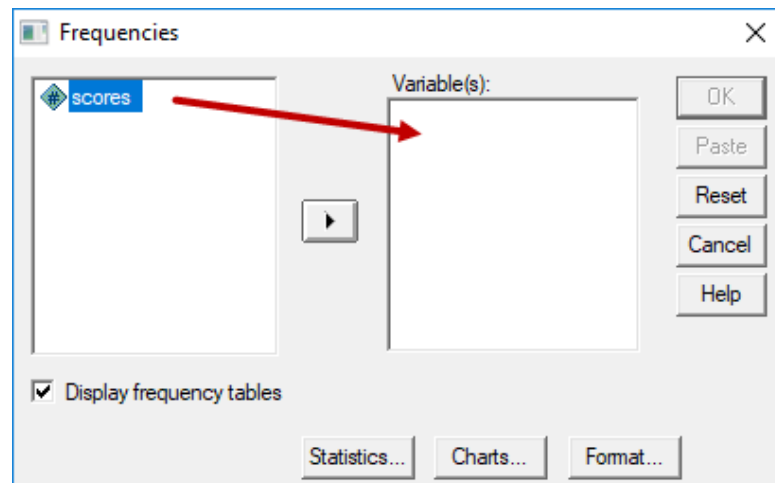 Frequencies
scores
Variable(s):
OK
Paste
Reset
Cancel
Help
Display frequency tables
Statistics...
Charts...
Format...